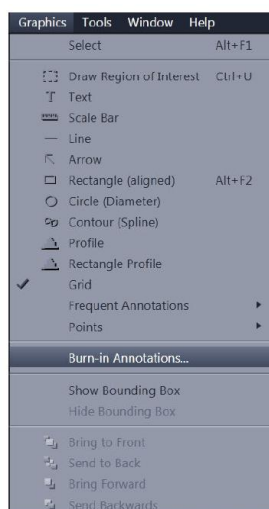 Graphics Tools Window Help
Select Alt+F1
Draw Region of Interest Ctrl+U
Text
Scale Bar
Line
Arrow
Rectangle (aligned) Alt+F2
Circle (Diameter)
Contour (Spline)
Profile
Rectangle Profile
Grid
Frequent Annotations
Points
Burn-in Annotations...
Show Bounding Box
Hide Bounding Box
Bring to Front
Send to Back
Bring Forward
Send Backwards